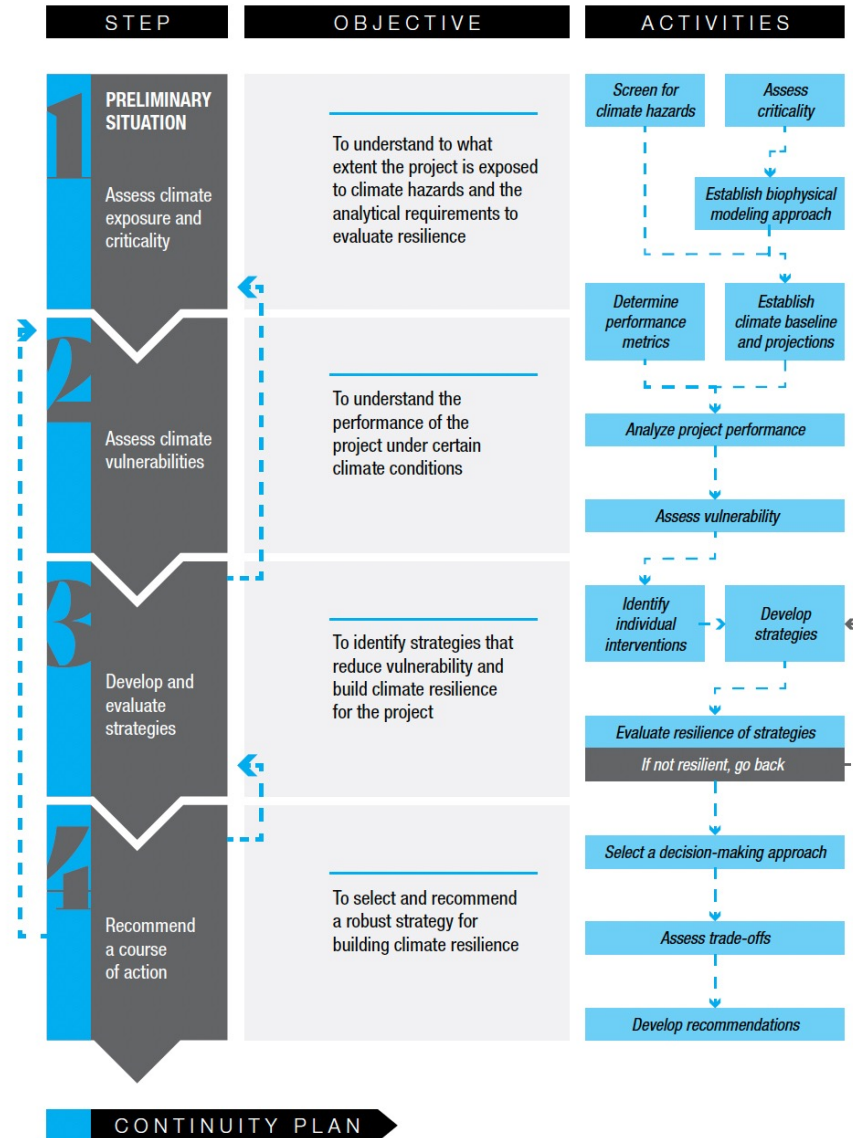 STEP
OBJECTIVE
ACTIVITIES
1
PRELIMINARY
SITUATION
Assess climate
exposure and
criticality
To understand to what
extent the project is exposed
to climate hazards and the
analytical requirements to
evaluate resilience
Screen for
climate hazards
Assess
criticality
Establish biophysical
modeling approach
2
Assess climate
vulnerabilities
To understand the
performance of the
project under certain
climate conditions
Determine
performance
metrics
Establish
climate baseline
and projections
Analyze project performance
Assess vulnerability
3
Develop and
evaluate
strategies
To identify strategies that
reduce vulnerability and
build climate resilience
for the project
Identify
individual
interventions
Develop
strategies
Evaluate resilience of strategies
If not resilient, go back
4
Recommend
a course
of action
To select and recommend
a robust strategy for
building climate resilience
Select a decision-making approach
Assess trade-offs
Develop recommendations
CONTINUITY PLAN